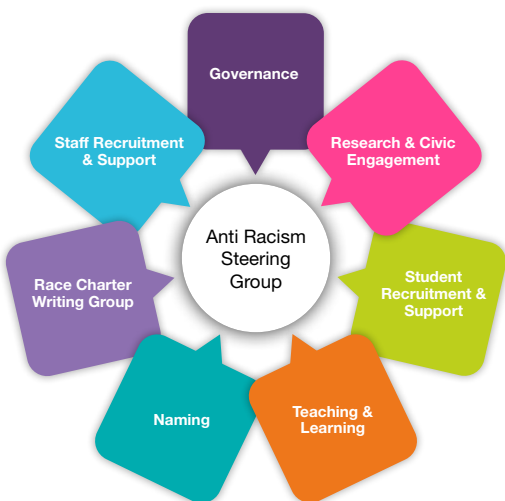 Governance
Research & Civic
Engagement
Student
Recruitment &
Support
Teaching &
Learning
Naming
Race Charter
Writing Group
Staff Recruitment
& Support
Anti Racism
Steering
Group